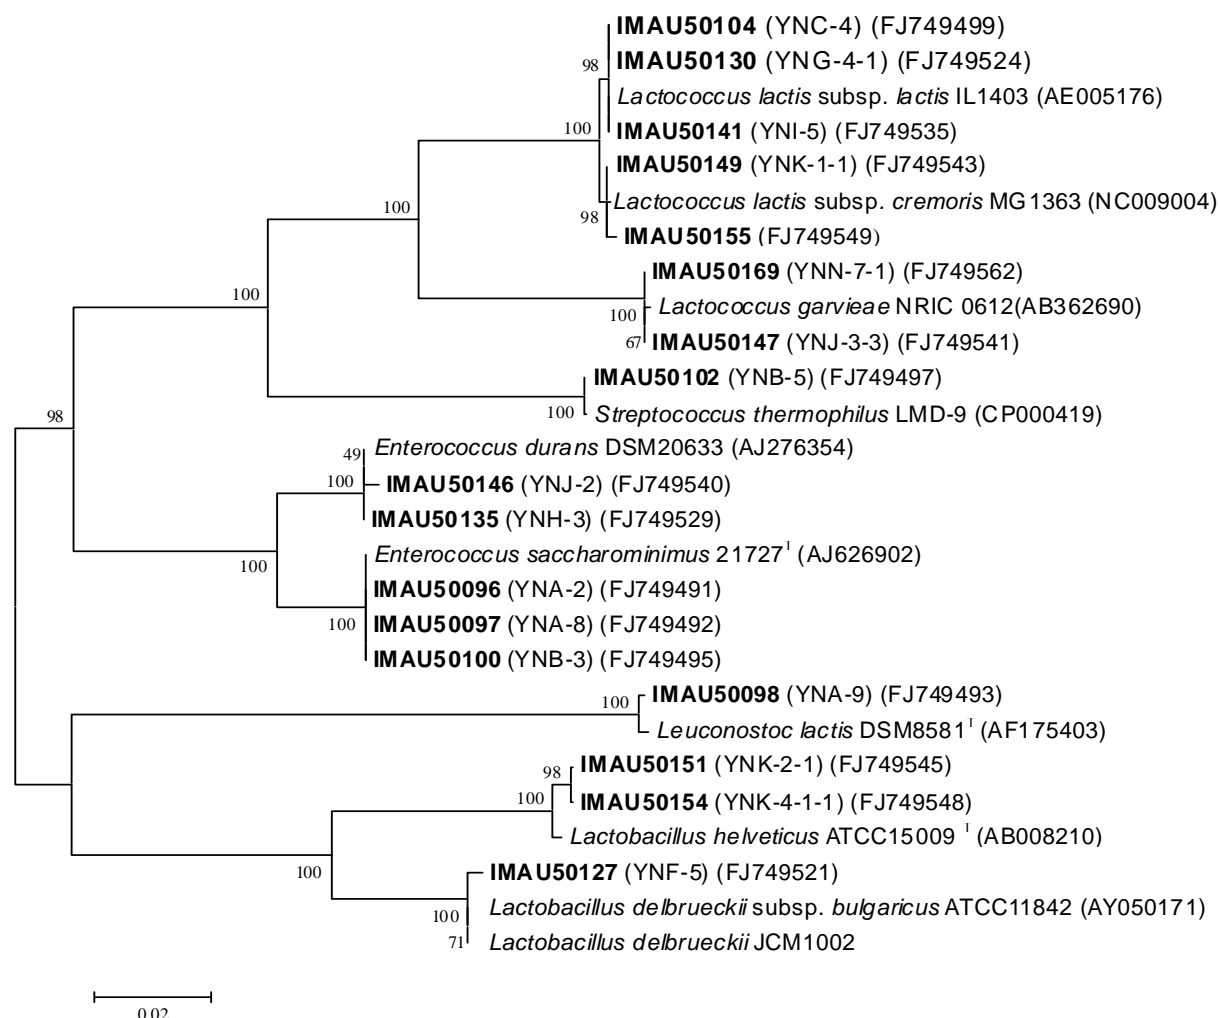 IMAU50104 (YNC-4) (FJ749499)
IMAU50130 (YNG-4-1) (FJ749524)
98
Lactococcus lactis subsp. lactis IL1403 (AE005176)
100
IMAU50141 (YNI-5) (FJ749535)
IMAU50149 (YNK-1-1) (FJ749543)
100
Lactococcus lactis subsp. cremoris MG1363 (NC009004)
98
IMAU50155 (FJ749549)
IMAU50169 (YNN-7-1) (FJ749562)
100
Lactococcus garvieae NRIC 0612(AB362690)
100
67
IMAU50147 (YNJ-3-3) (FJ749541)
IMAU50102 (YNB-5) (FJ749497)
100
Streptococcus thermophilus LMD-9 (CP000419)
98
49
Enterococcus durans DSM20633 (AJ276354)
100
IMAU50146 (YNJ-2) (FJ749540)
IMAU50135 (YNH-3) (FJ749529)
100
Enterococcus saccharominimus 21727T (AJ626902)
IMAU50096 (YNA-2) (FJ749491)
100
IMAU50097 (YNA-8) (FJ749492)
IMAU50100 (YNB-3) (FJ749495)
100
IMAU50098 (YNA-9) (FJ749493)
Leuconostoc lactis DSM8581T (AF175403)
98
IMAU50151 (YNK-2-1) (FJ749545)
100
IMAU50154 (YNK-4-1-1) (FJ749548)
Lactobacillus helveticus ATCC15009 T (AB008210)
100
IMAU50127 (YNF-5) (FJ749521)
100
Lactobacillus delbrueckii subsp. bulgaricus ATCC11842 (AY050171)
71
Lactobacillus delbrueckii JCM1002
0.02